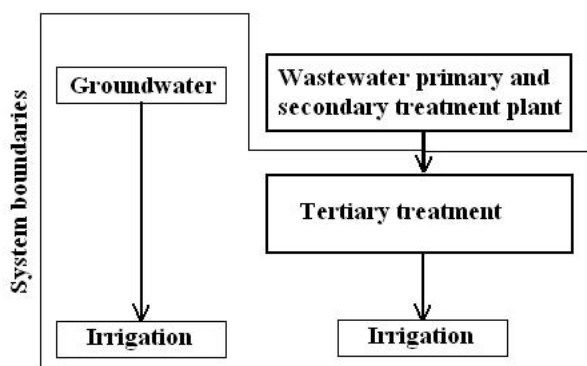 System boundaries
Groundwater
Wastewater primary and
secondary treatment plant
Tertiary treatment
Irrigation
Irrigation